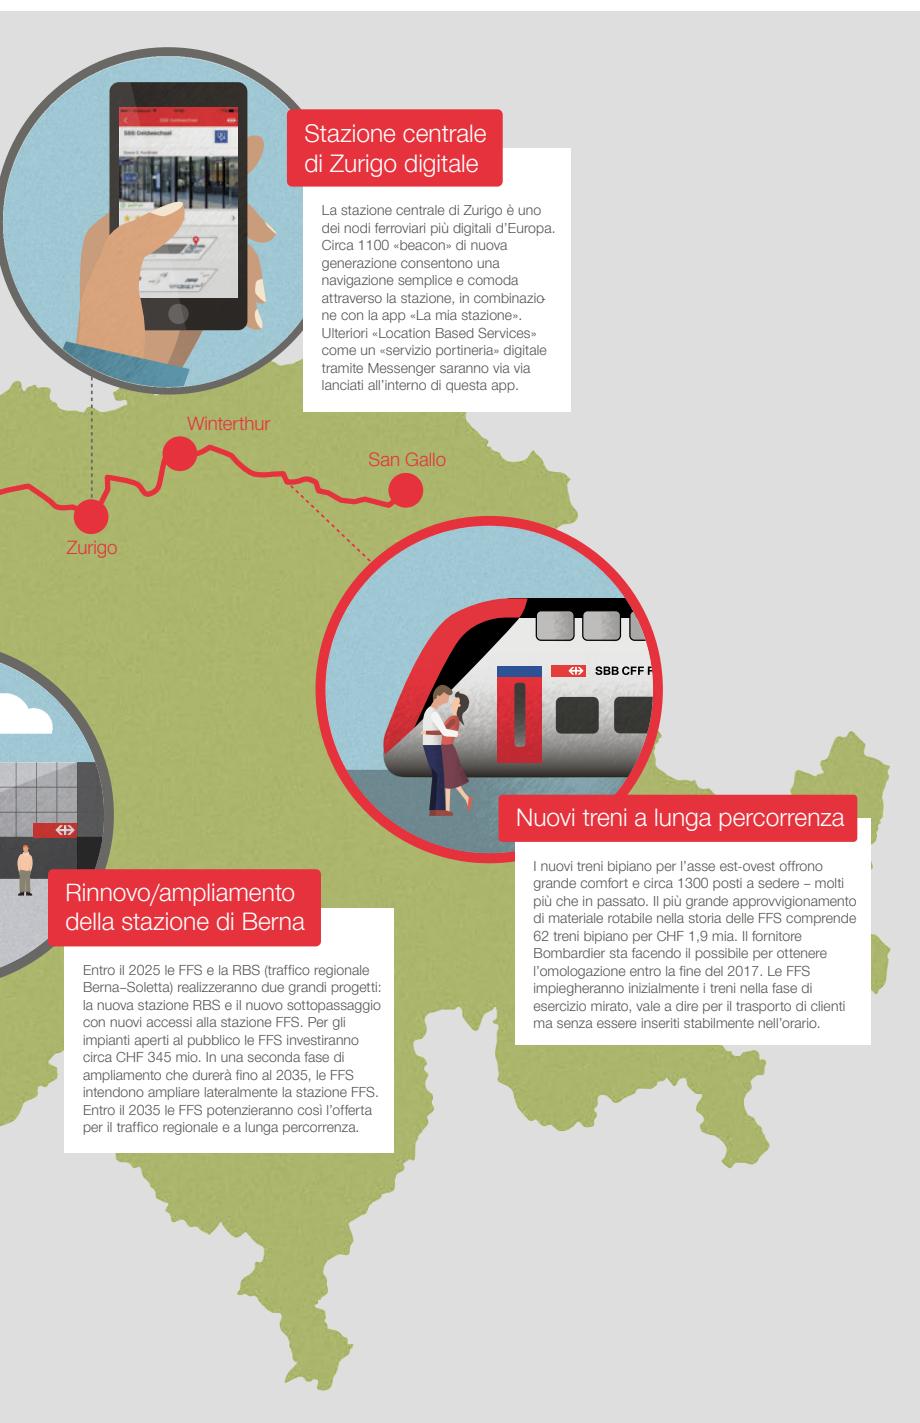 SBB Geldwechsel
SBB Geldwechsel
Stazione centrale
di Zurigo digitale
La stazione centrale di Zurigo è uno
dei nodi ferroviari più digitali d’Europa.
Circa 1100 «beacon» di nuova
generazione consentono una
navigazione semplice e comoda
attraverso la stazione, in combinazio-
ne con la app «La mia stazione».
Ulteriori «Location Based Services»
come un «servizio portineria» digitale
tramite Messenger saranno via via
lanciati all’interno di questa app.
Winterthur
San Gallo
Zurigo
SBB CFF F
Nuovi treni a lunga percorrenza
I nuovi treni bipiano per l’asse est-ovest offrono
grande comfort e circa 1300 posti a sedere – molti
più che in passato. Il più grande approvvigionamento
di materiale rotabile nella storia delle FFS comprende
62 treni bipiano per CHF 1,9 mia. Il fornitore
Bombardier sta facendo il possibile per ottenere
l’omologazione entro la fine del 2017. Le FFS
impiegheranno inizialmente i treni nella fase di
esercizio mirato, vale a dire per il trasporto di clienti
ma senza essere inseriti stabilmente nell’orario.
Rinnovo/ampliamento
della stazione di Berna
Entro il 2025 le FFS e la RBS (traffico regionale
Berna–Soletta) realizzeranno due grandi progetti:
la nuova stazione RBS e il nuovo sottopassaggio
con nuovi accessi alla stazione FFS. Per gli
impianti aperti al pubblico le FFS investiranno
circa CHF 345 mio. In una seconda fase di
ampliamento che durerà fino al 2035, le FFS
intendono ampliare lateralmente la stazione FFS.
Entro il 2035 le FFS potenzieranno così l’offerta
per il traffico regionale e a lunga percorrenza.